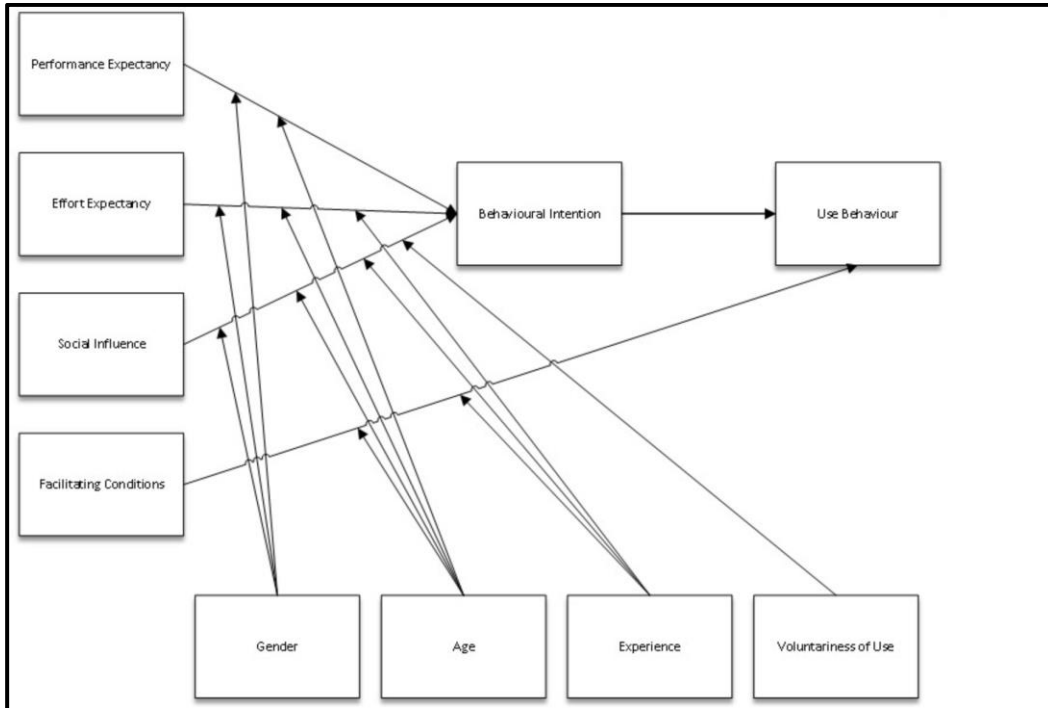 Performance Expectancy
Effort Expectancy
Behavioural Intention
Use Behaviour
Social Influence
Facilitating Conditions
Gender
Age
Experience
Voluntariness of Use